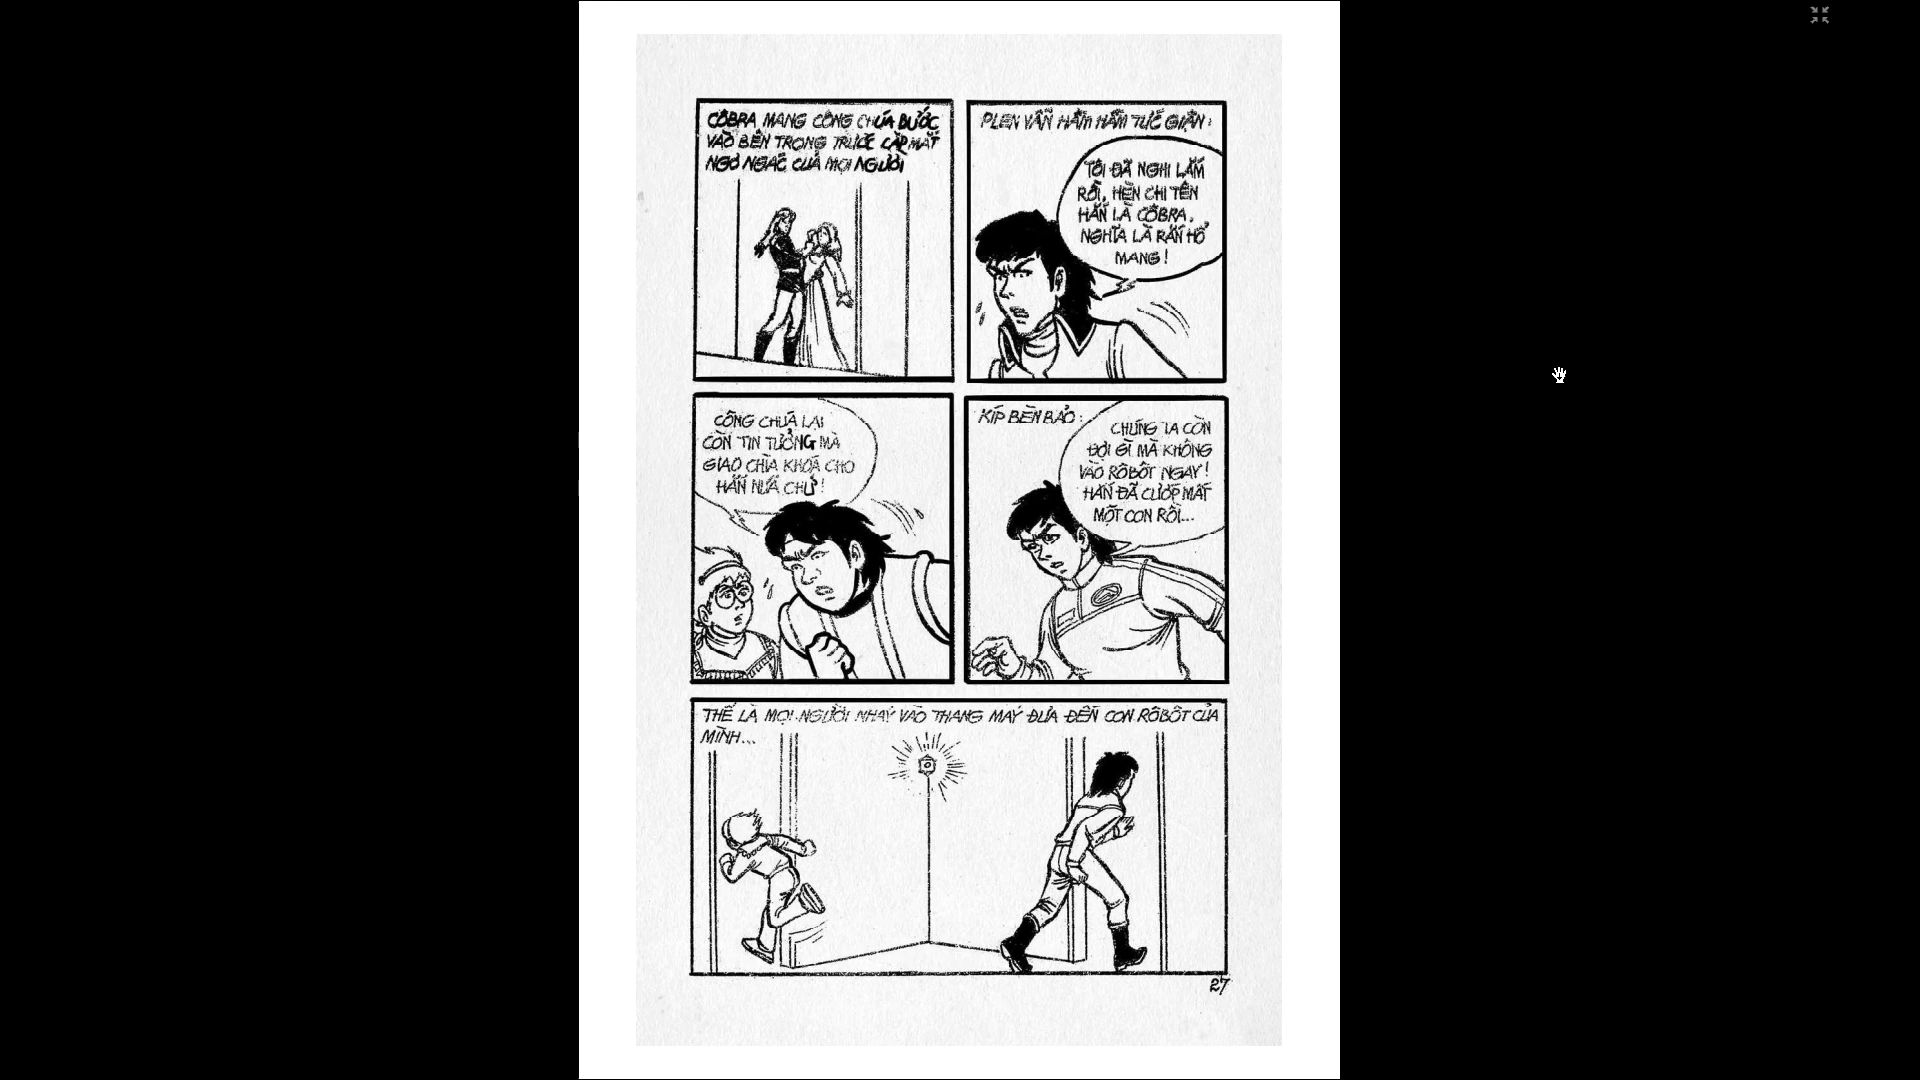 CÔBRA MANG CÔNG CHÚA BƯỚC
VÀO BÊN TRONG TRƯỚC CẶP MẮT
NGƠ NGÁC CỦA MỌI NGƯỜI
PLEN VẪN HẦM HẦM TỨC GIẬN:
TÔI ĐÃ NGHI LẮM
RỒI, HÈN CHI TÊN
HẮN LÀ CÔBRA,
NGHĨA LÀ RẮN HỔ
MANG!
CÔNG CHÚA LẠI
CÒN TIN TƯỞNG MÀ
GIAO CHÌA KHOÁ CHO
HẮN NỮA CHỨ!
KÍP BÈN BẢO:
CHÚNG TA CÒN
ĐỢI GÌ MÀ KHÔNG
VÀO RÔBÔT NGAY!
HẮN ĐÃ CƯỚP MẤT
MỘT CON RỒI...
THẾ LÀ MỌI NGƯỜI NHẢY VÀO THANG MÁY ĐƯA ĐẾN CON RÔBÔT CỦA
MÌNH...
27